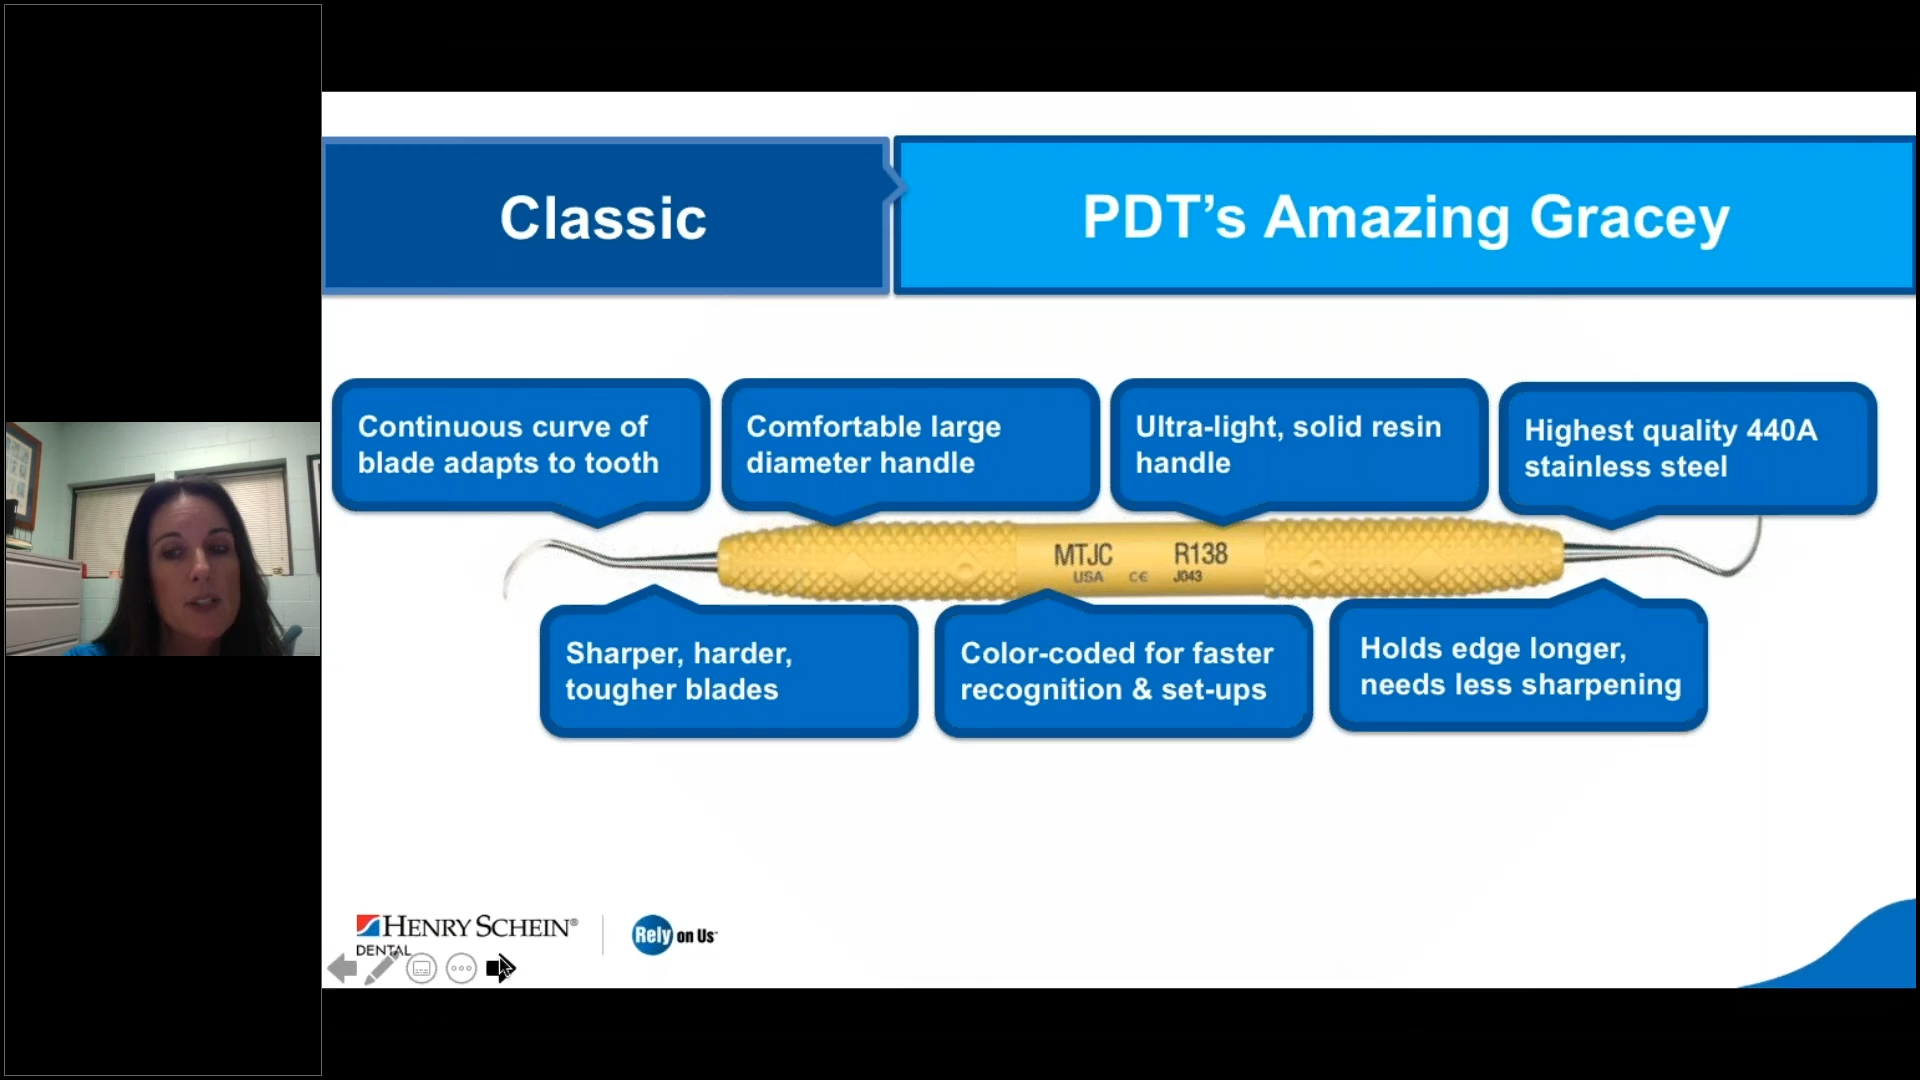 Classic
PDT’s Amazing Gracey
Continuous curve of
blade adapts to tooth
Comfortable large
diameter handle
Ultra-light, solid resin
handle
Highest quality 440A
stainless steel
MTJC R138
USA CE J043
Sharper, harder,
tougher blades
Color-coded for faster
recognition & set-ups
Holds edge longer,
needs less sharpening
HENRY SCHEIN®
DENTAL
Rely on Us™